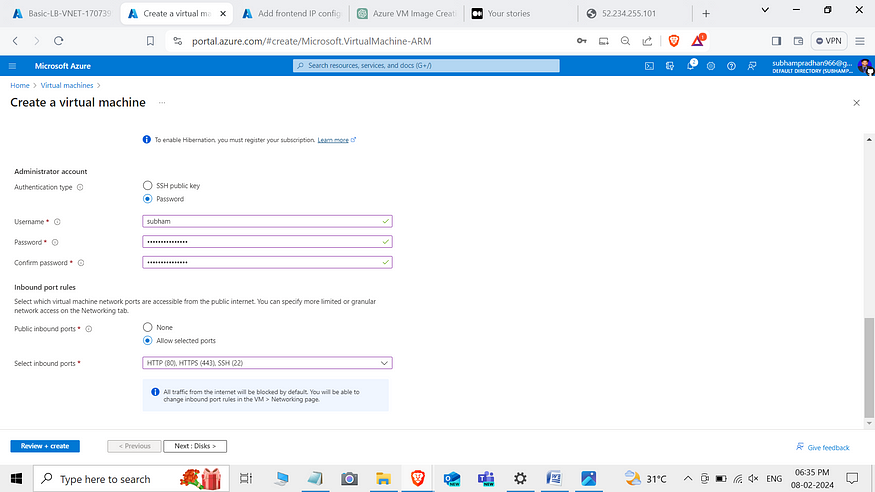 Basic-LB-VNET-170739
Create a virtual ma
Add frontend IP config
Azure VM Image Creat
Your stories
52.234.255.101
portal.azure.com/#create/Microsoft.VirtualMachine-ARM
VPN
Microsoft Azure
Search resources, services, and docs (G+/)
2
subhampradhan966@g...
DEFAULT DIRECTORY (SUBHAMP...
Home > Virtual machines >
Create a virtual machine ...
To enable Hibernation, you must register your subscription. Learn more
Administrator account
Authentication type
SSH public key
Password
Username *
subham
Password *
•••••••••••••••
Confirm password *
•••••••••••••••
Inbound port rules
Select which virtual machine network ports are accessible from the public internet. You can specify more limited or granular
network access on the Networking tab.
Public inbound ports *
None
Allow selected ports
Select inbound ports *
HTTP (80), HTTPS (443), SSH (22)
All traffic from the internet will be blocked by default. You will be able to
change inbound port rules in the VM > Networking page.
Review + create
< Previous
Next : Disks >
Give feedback
Type here to search
31°C
ENG
06:35 PM
08-02-2024